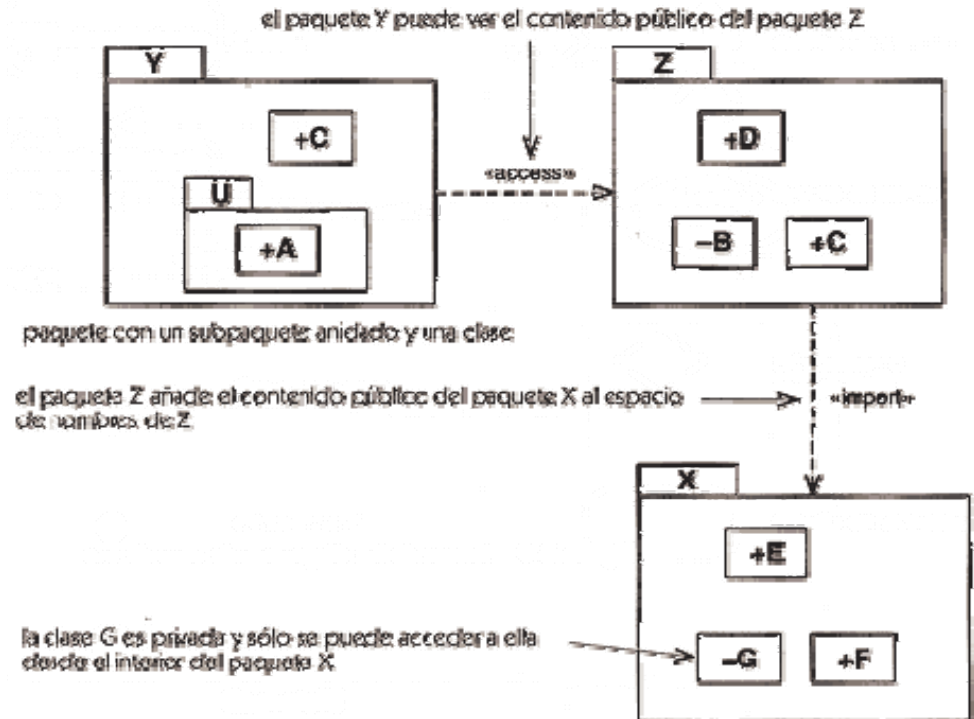 el paquete Y puede ver el contenido público del paquete Z
Y
Z
+C
+D
«access»
U
+A
–B
+C
paquete con un subpaquete anidado y una clase
el paquete Z añade el contenido público del paquete X al espacio
de nombres de Z
«import»
X
+E
la clase G es privada y sólo se puede acceder a ella
desde el interior del paquete X
–G
+F